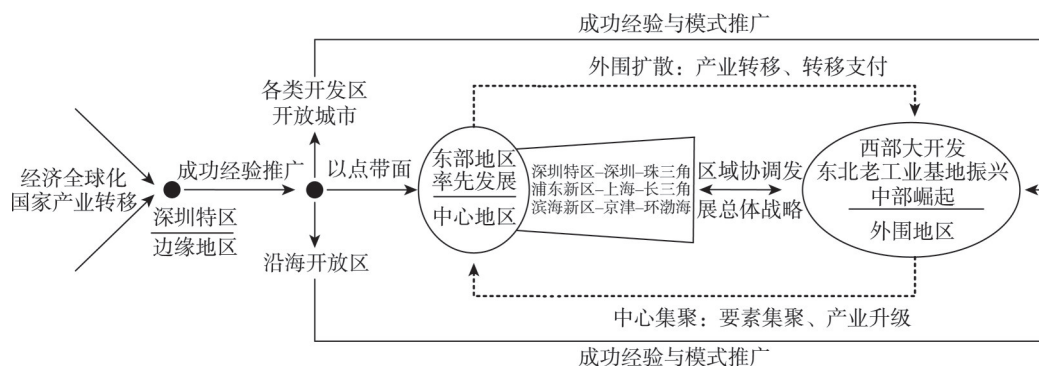 成功经验与模式推广
外围扩散：产业转移、转移支付
各类开发区
开放城市
经济全球化
国家产业转移
成功经验推广
深圳特区
边缘地区
以点带面
沿海开放区
东部地区
率先发展
中心地区
深圳特区–深圳–珠三角
浦东新区–上海–长三角
滨海新区–京津–环渤海
区域协调发
展总体战略
西部大开发
东北老工业基地振兴
中部崛起
外围地区
中心集聚：要素集聚、产业升级
成功经验与模式推广